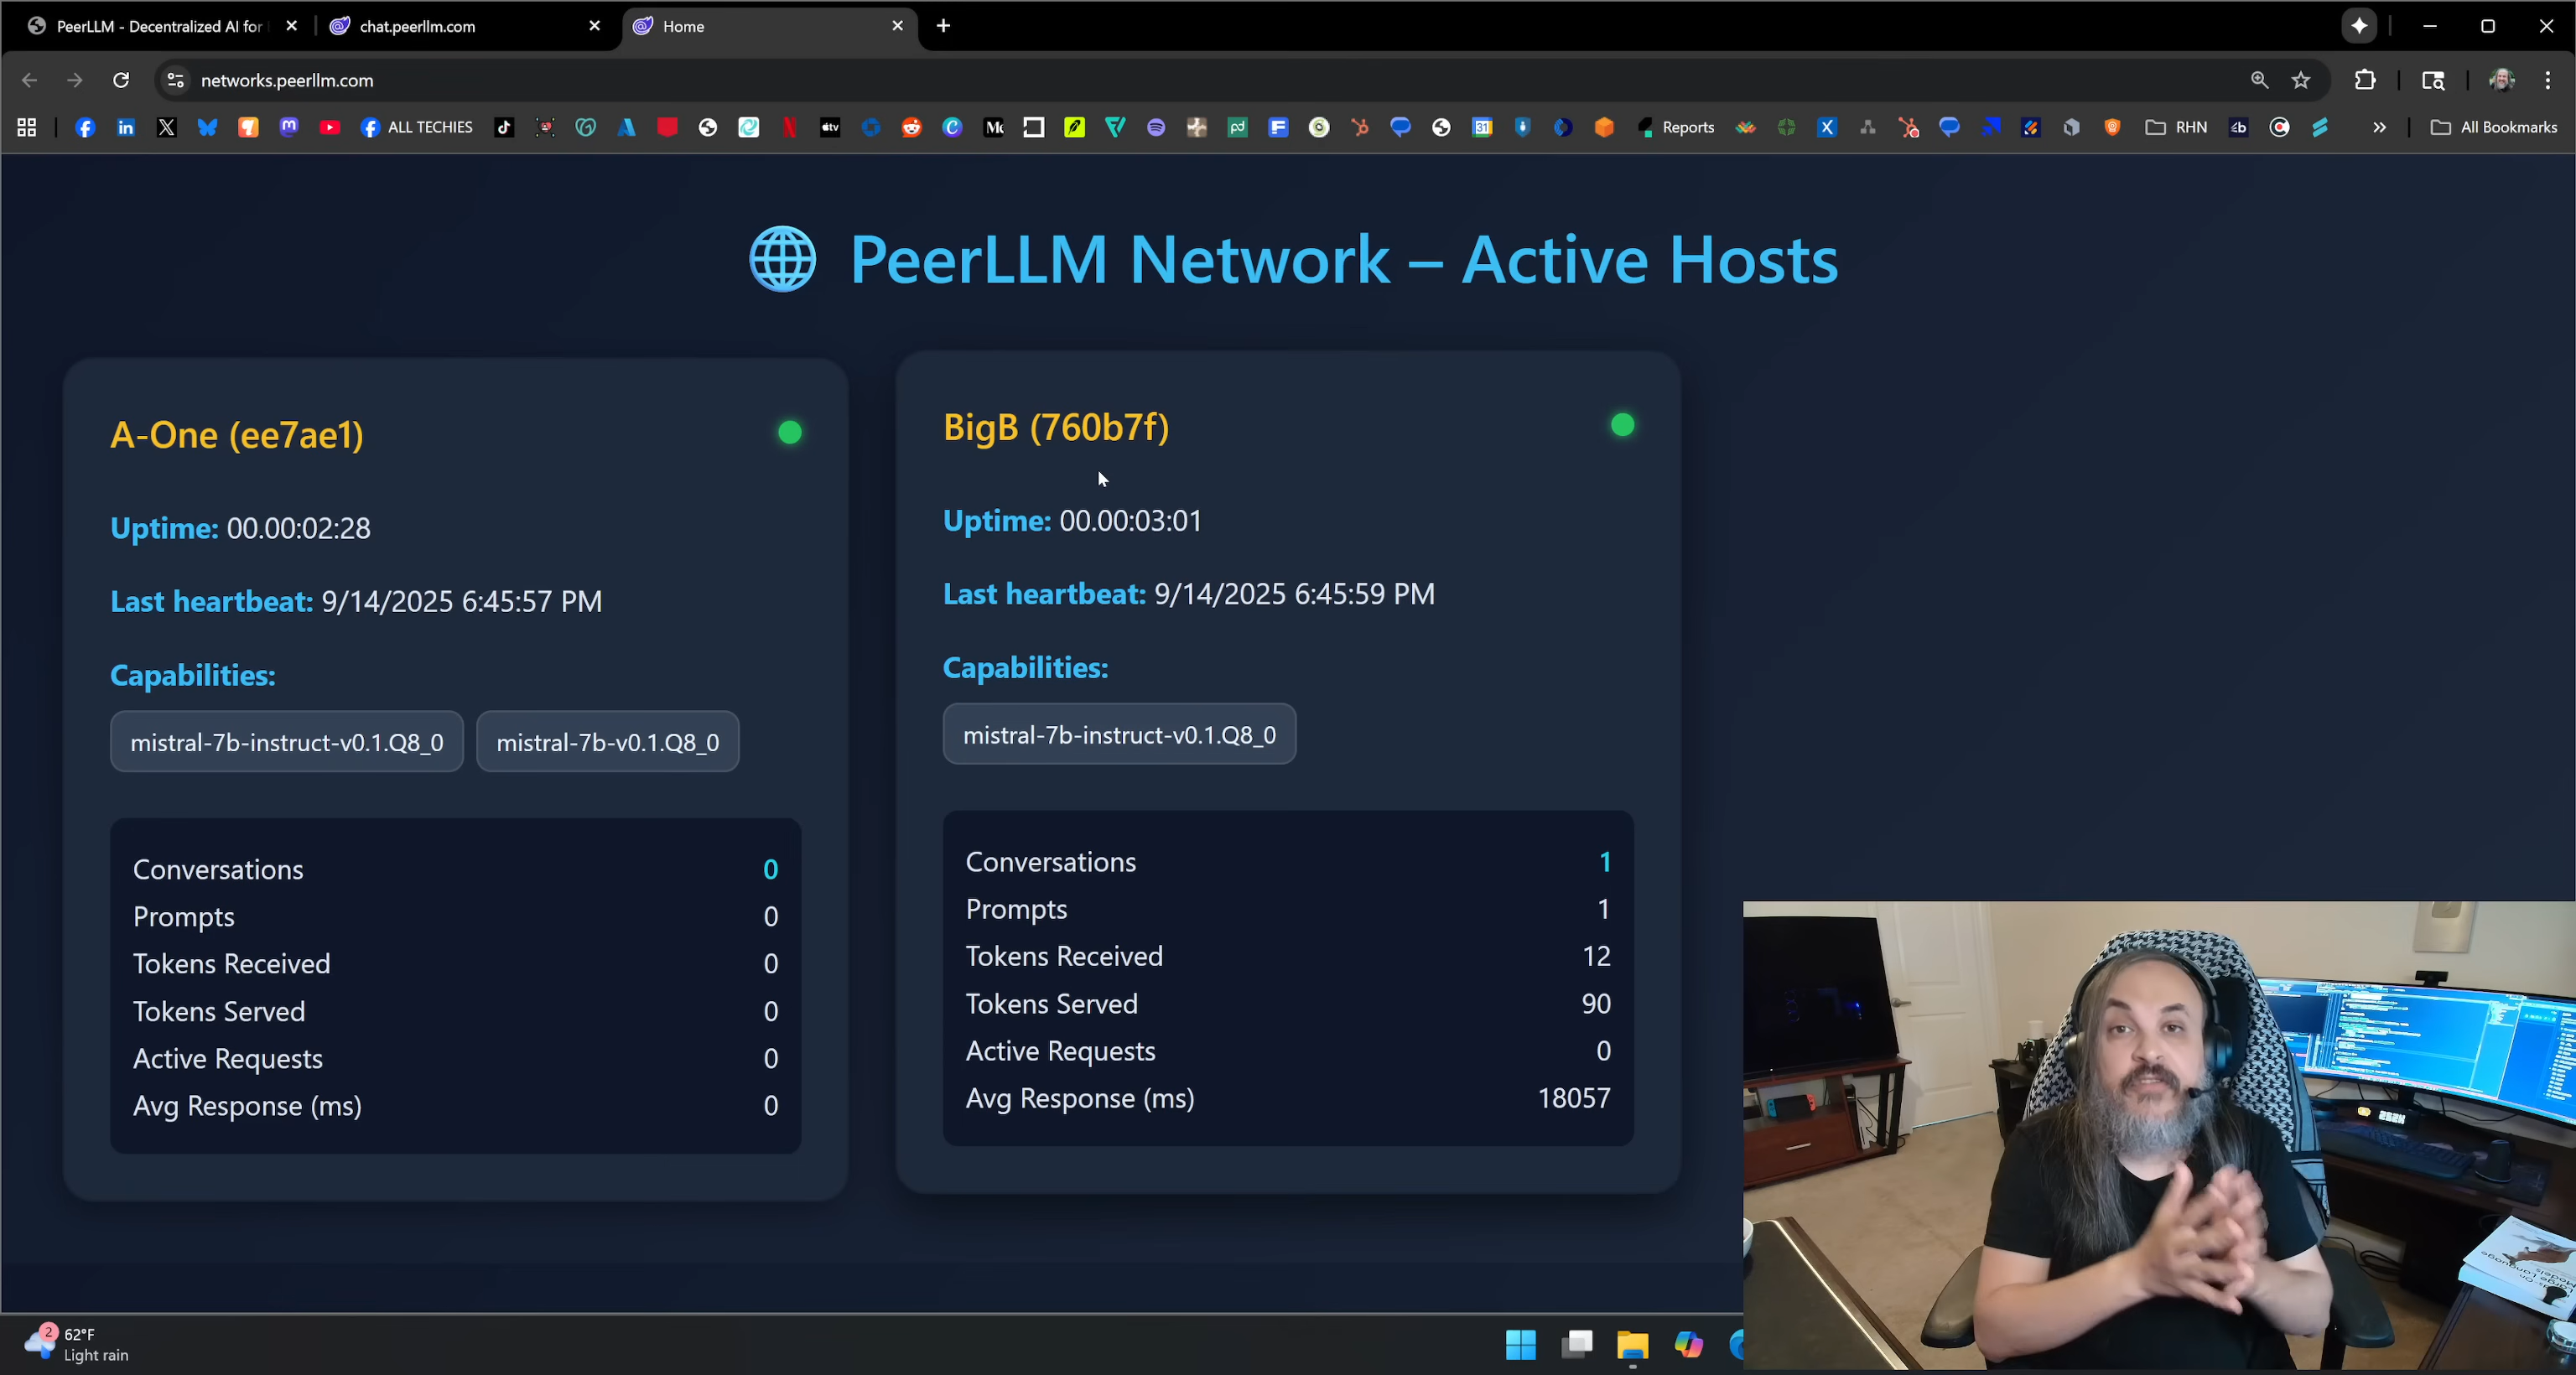 PeerLLM - Decentralized AI for
chat.peerllm.com
Home
networks.peerllm.com
ALL TECHIES
Reports
RHN
All Bookmarks
PeerLLM Network – Active Hosts
A-One (ee7ae1)
Uptime: 00.00:02:28
Last heartbeat: 9/14/2025 6:45:57 PM
Capabilities:
mistral-7b-instruct-v0.1.Q8_0
mistral-7b-v0.1.Q8_0
Conversations 0
Prompts 0
Tokens Received 0
Tokens Served 0
Active Requests 0
Avg Response (ms) 0
BigB (760b7f)
Uptime: 00.00:03:01
Last heartbeat: 9/14/2025 6:45:59 PM
Capabilities:
mistral-7b-instruct-v0.1.Q8_0
Conversations 1
Prompts 1
Tokens Received 12
Tokens Served 90
Active Requests 0
Avg Response (ms) 18057
2
62°F
Light rain